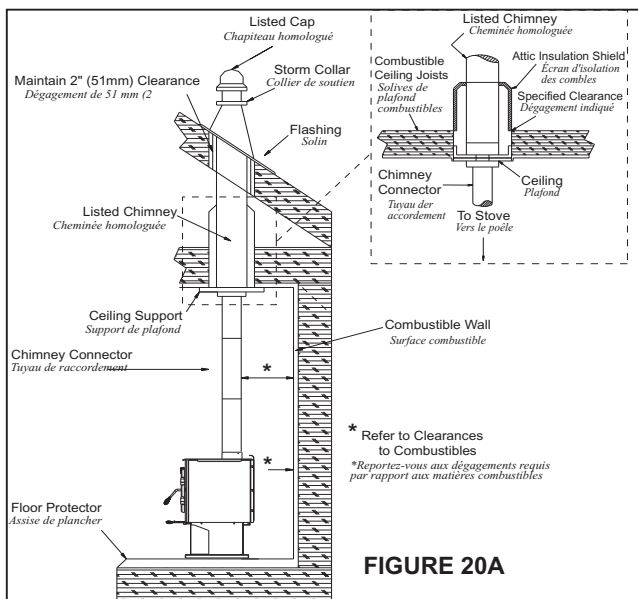 Listed Cap
Chapiteau homologué
Storm Collar
Collier de soutien
Maintain 2" (51mm) Clearance
Dégagement de 51 mm (2
Flashing
Solin
Listed Chimney
Cheminée homologuée
Ceiling Support
Support de plafond
Chimney Connector
Tuyau de raccordement
Floor Protector
Assise de plancher
Combustible Wall
Surface combustible
*
*
* Refer to Clearances
to Combustibles
*Reportez-vous aux dégagements requis
par rapport aux matières combustibles
Listed Chimney
Cheminée homologuée
Combustible
Ceiling Joists
Solives de
plafond
combustibles
Attic Insulation Shield
Écran d'isolation
des combles
Specified Clearance
Dégagement indiqué
Chimney
Connector
Tuyau der
accordement
Ceiling
Plafond
To Stove
Vers le poêle
FIGURE 20A